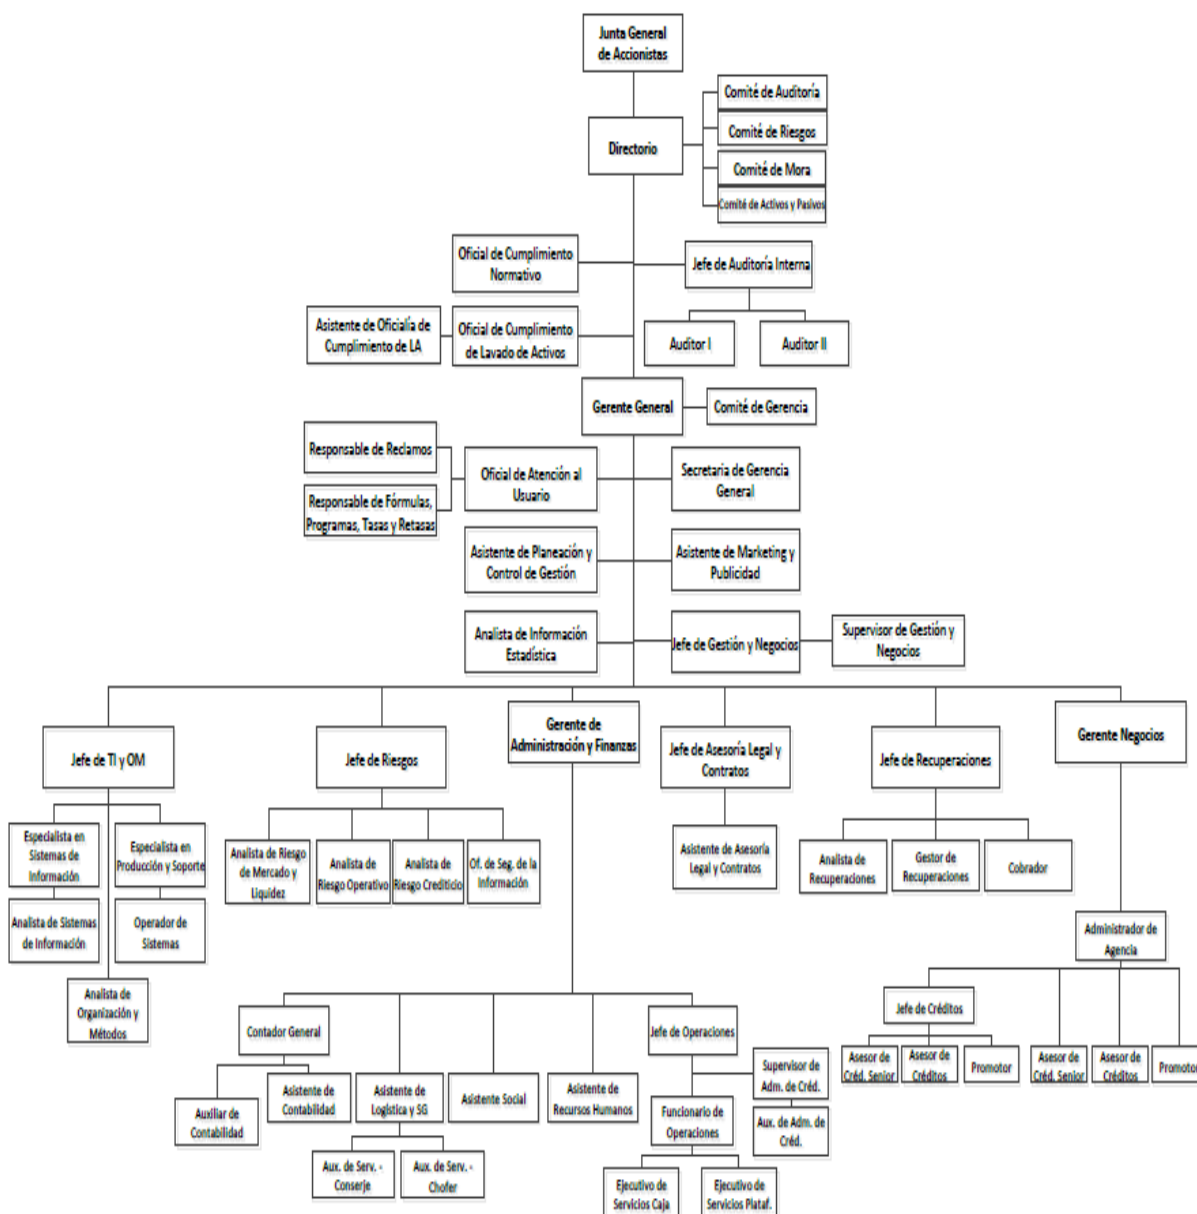 Junta General
de Accionistas
Comité de Auditoría
Comité de Riesgos
Directorio
Comité de Mora
Comité de Activos y Pasivos
Oficial de Cumplimiento
Normativo
Jefe de Auditoría Interna
Asistente de Oficialía de
Cumplimiento de LA
Oficial de Cumplimiento
de Lavado de Activos
Auditor I
Auditor II
Gerente General
Comité de Gerencia
Responsable de Reclamos
Oficial de Atención al
Usuario
Secretaria de Gerencia
General
Responsable de Fórmulas,
Programas, Tasas y Retasas
Asistente de Planeación y
Control de Gestión
Asistente de Marketing y
Publicidad
Analista de Información
Estadística
Jefe de Gestión y Negocios
Supervisor de Gestión y
Negocios
Jefe de TI y OM
Jefe de Riesgos
Gerente de
Administración y Finanzas
Jefe de Asesoría Legal y
Contratos
Jefe de Recuperaciones
Gerente Negocios
Especialista en
Sistemas de
Información
Especialista en
Producción y Soporte
Analista de Riesgo
de Mercado y
Liquidez
Analista de
Riesgo Operativo
Analista de
Riesgo Crediticio
Of. de Seg. de la
Información
Asistente de Asesoría
Legal y Contratos
Analista de
Recuperaciones
Gestor de
Recuperaciones
Cobrador
Analista de Sistemas
de Información
Operador de
Sistemas
Administrador de
Agencia
Analista de
Organización y
Métodos
Contador General
Jefe de Operaciones
Jefe de Créditos
Asesor de
Créd. Senior
Asesor de
Créditos
Promotor
Asesor de
Créd. Senior
Asesor de
Créditos
Promotor
Auxiliar de
Contabilidad
Asistente de
Contabilidad
Asistente de
Logística y SG
Asistente Social
Asistente de
Recursos Humanos
Supervisor de
Adm. de Créd.
Funcionario de
Operaciones
Aux. de Adm. de
Créd.
Aux. de Serv. -
Conserje
Aux. de Serv. -
Chofer
Ejecutivo de
Servicios Caja
Ejecutivo de
Servicios Plataf.